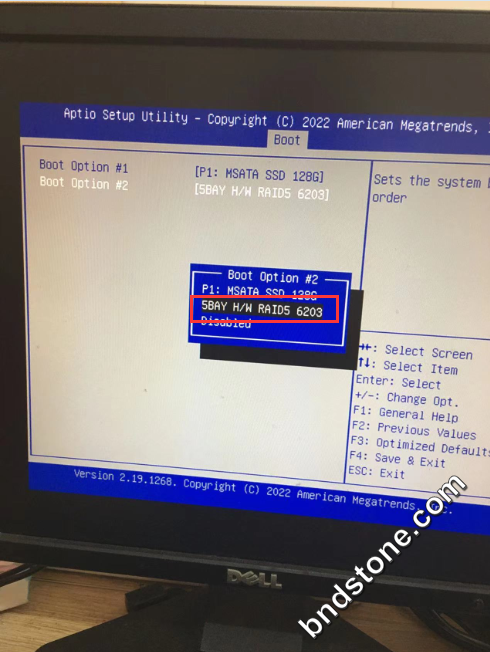 Aptio Setup Utility - Copyright (C) 2022 American Megatrends,
Boot
Boot Option #1 [P1: MSATA SSD 128G]
Boot Option #2 [5BAY H/W RAID5 6203]
Sets the system b
order
Boot Option #2
P1: MSATA SSD 128G
5BAY H/W RAID5 6203
Disabled
→←: Select Screen
↑↓: Select Item
Enter: Select
+/-: Change Opt.
F1: General Help
F2: Previous Values
F3: Optimized Defaults
F4: Save & Exit
ESC: Exit
Version 2.19.1268. Copyright (C) 2022 American Megatrends, Inc.
DELL
bndstone.com